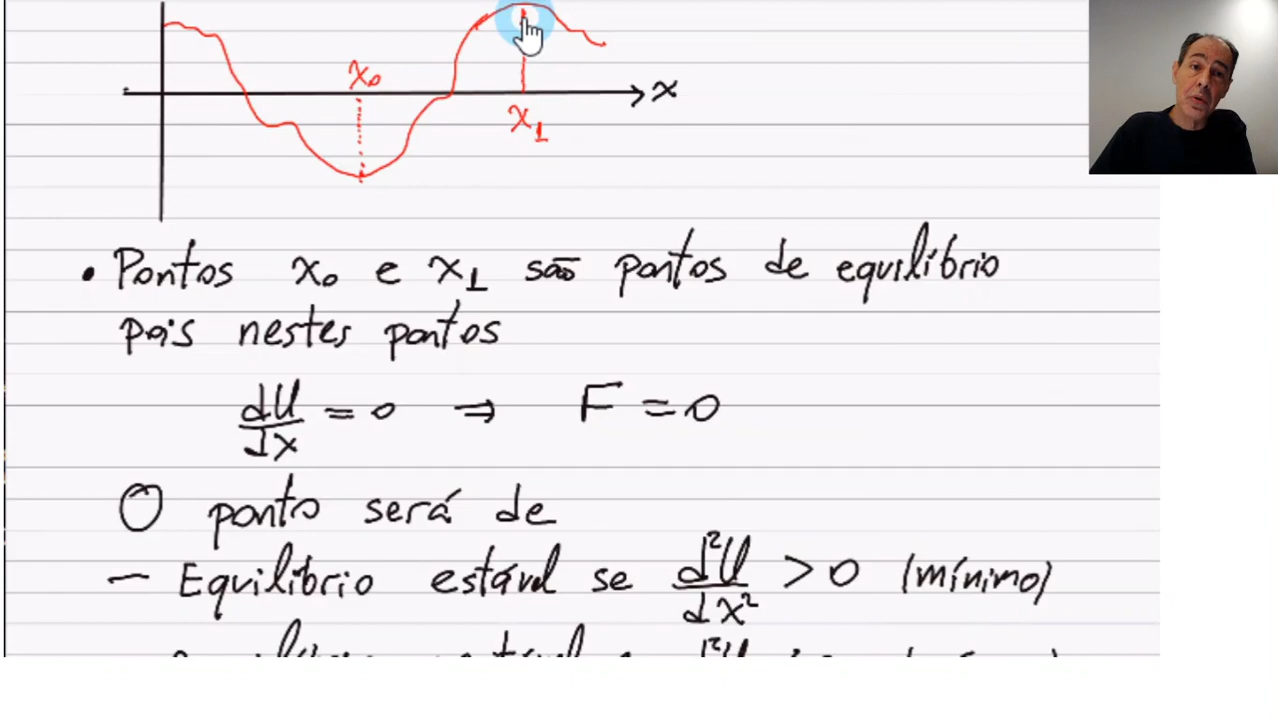 x₀
x
x₁
• Pontos x₀ e x₁ são pontos de equilíbrio
pois nestes pontos
dU/dx = 0 ⇒ F = 0
O ponto será de
— Equilíbrio estável se d²U/dx² > 0 (mínimo)